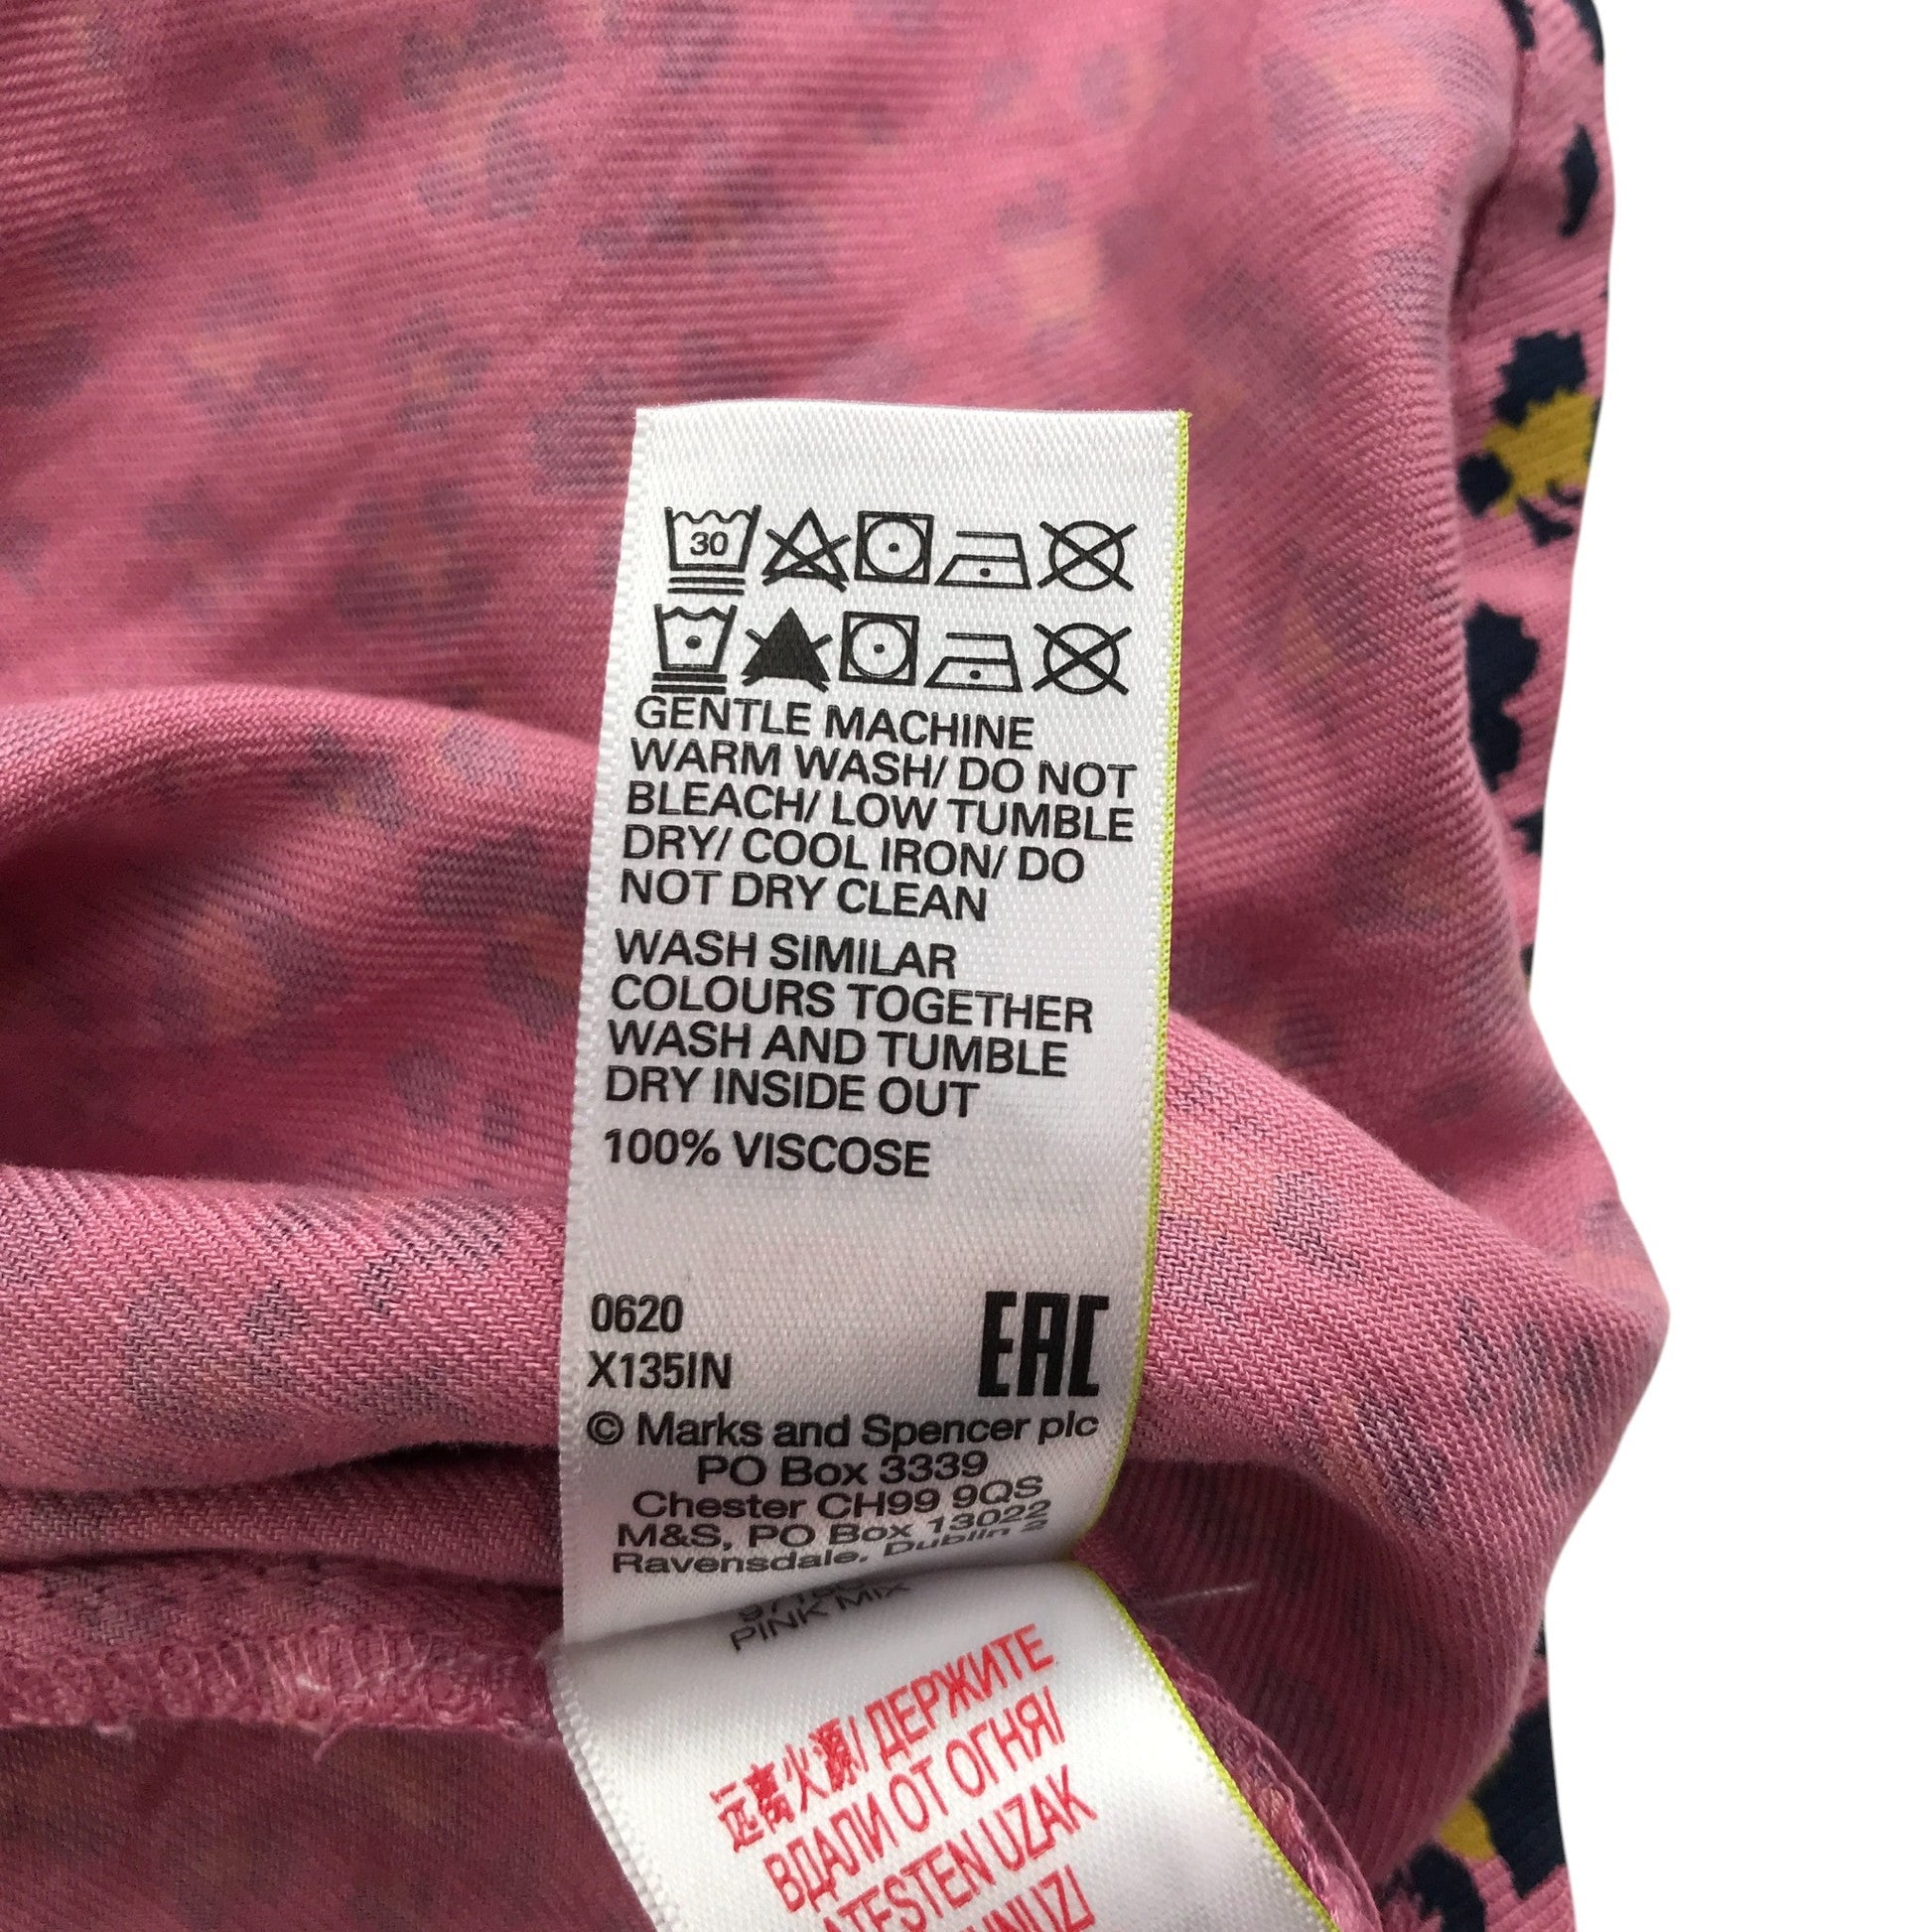 30
GENTLE MACHINE
WARM WASH/ DO NOT
BLEACH/ LOW TUMBLE
DRY/ COOL IRON/ DO
NOT DRY CLEAN
WASH SIMILAR
COLOURS TOGETHER
WASH AND TUMBLE
DRY INSIDE OUT
100% VISCOSE
0620
X135IN
EAC
© Marks and Spencer plc
PO Box 3339
Chester CH99 9QS
M&S, PO Box 13022
Ravensdale, Dublin 2
PINK MIX
远离火源/ ДЕРЖИТЕ
ВДАЛИ ОТ ОГНЯ/
ATEŞTEN UZAK